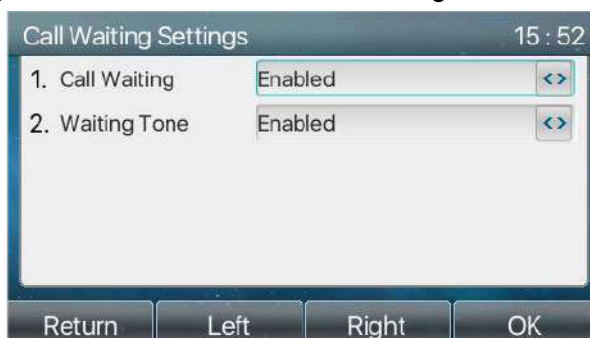 Call Waiting Settings 15 : 52
1. Call Waiting Enabled <>
2. Waiting Tone Enabled <>
Return Left Right OK